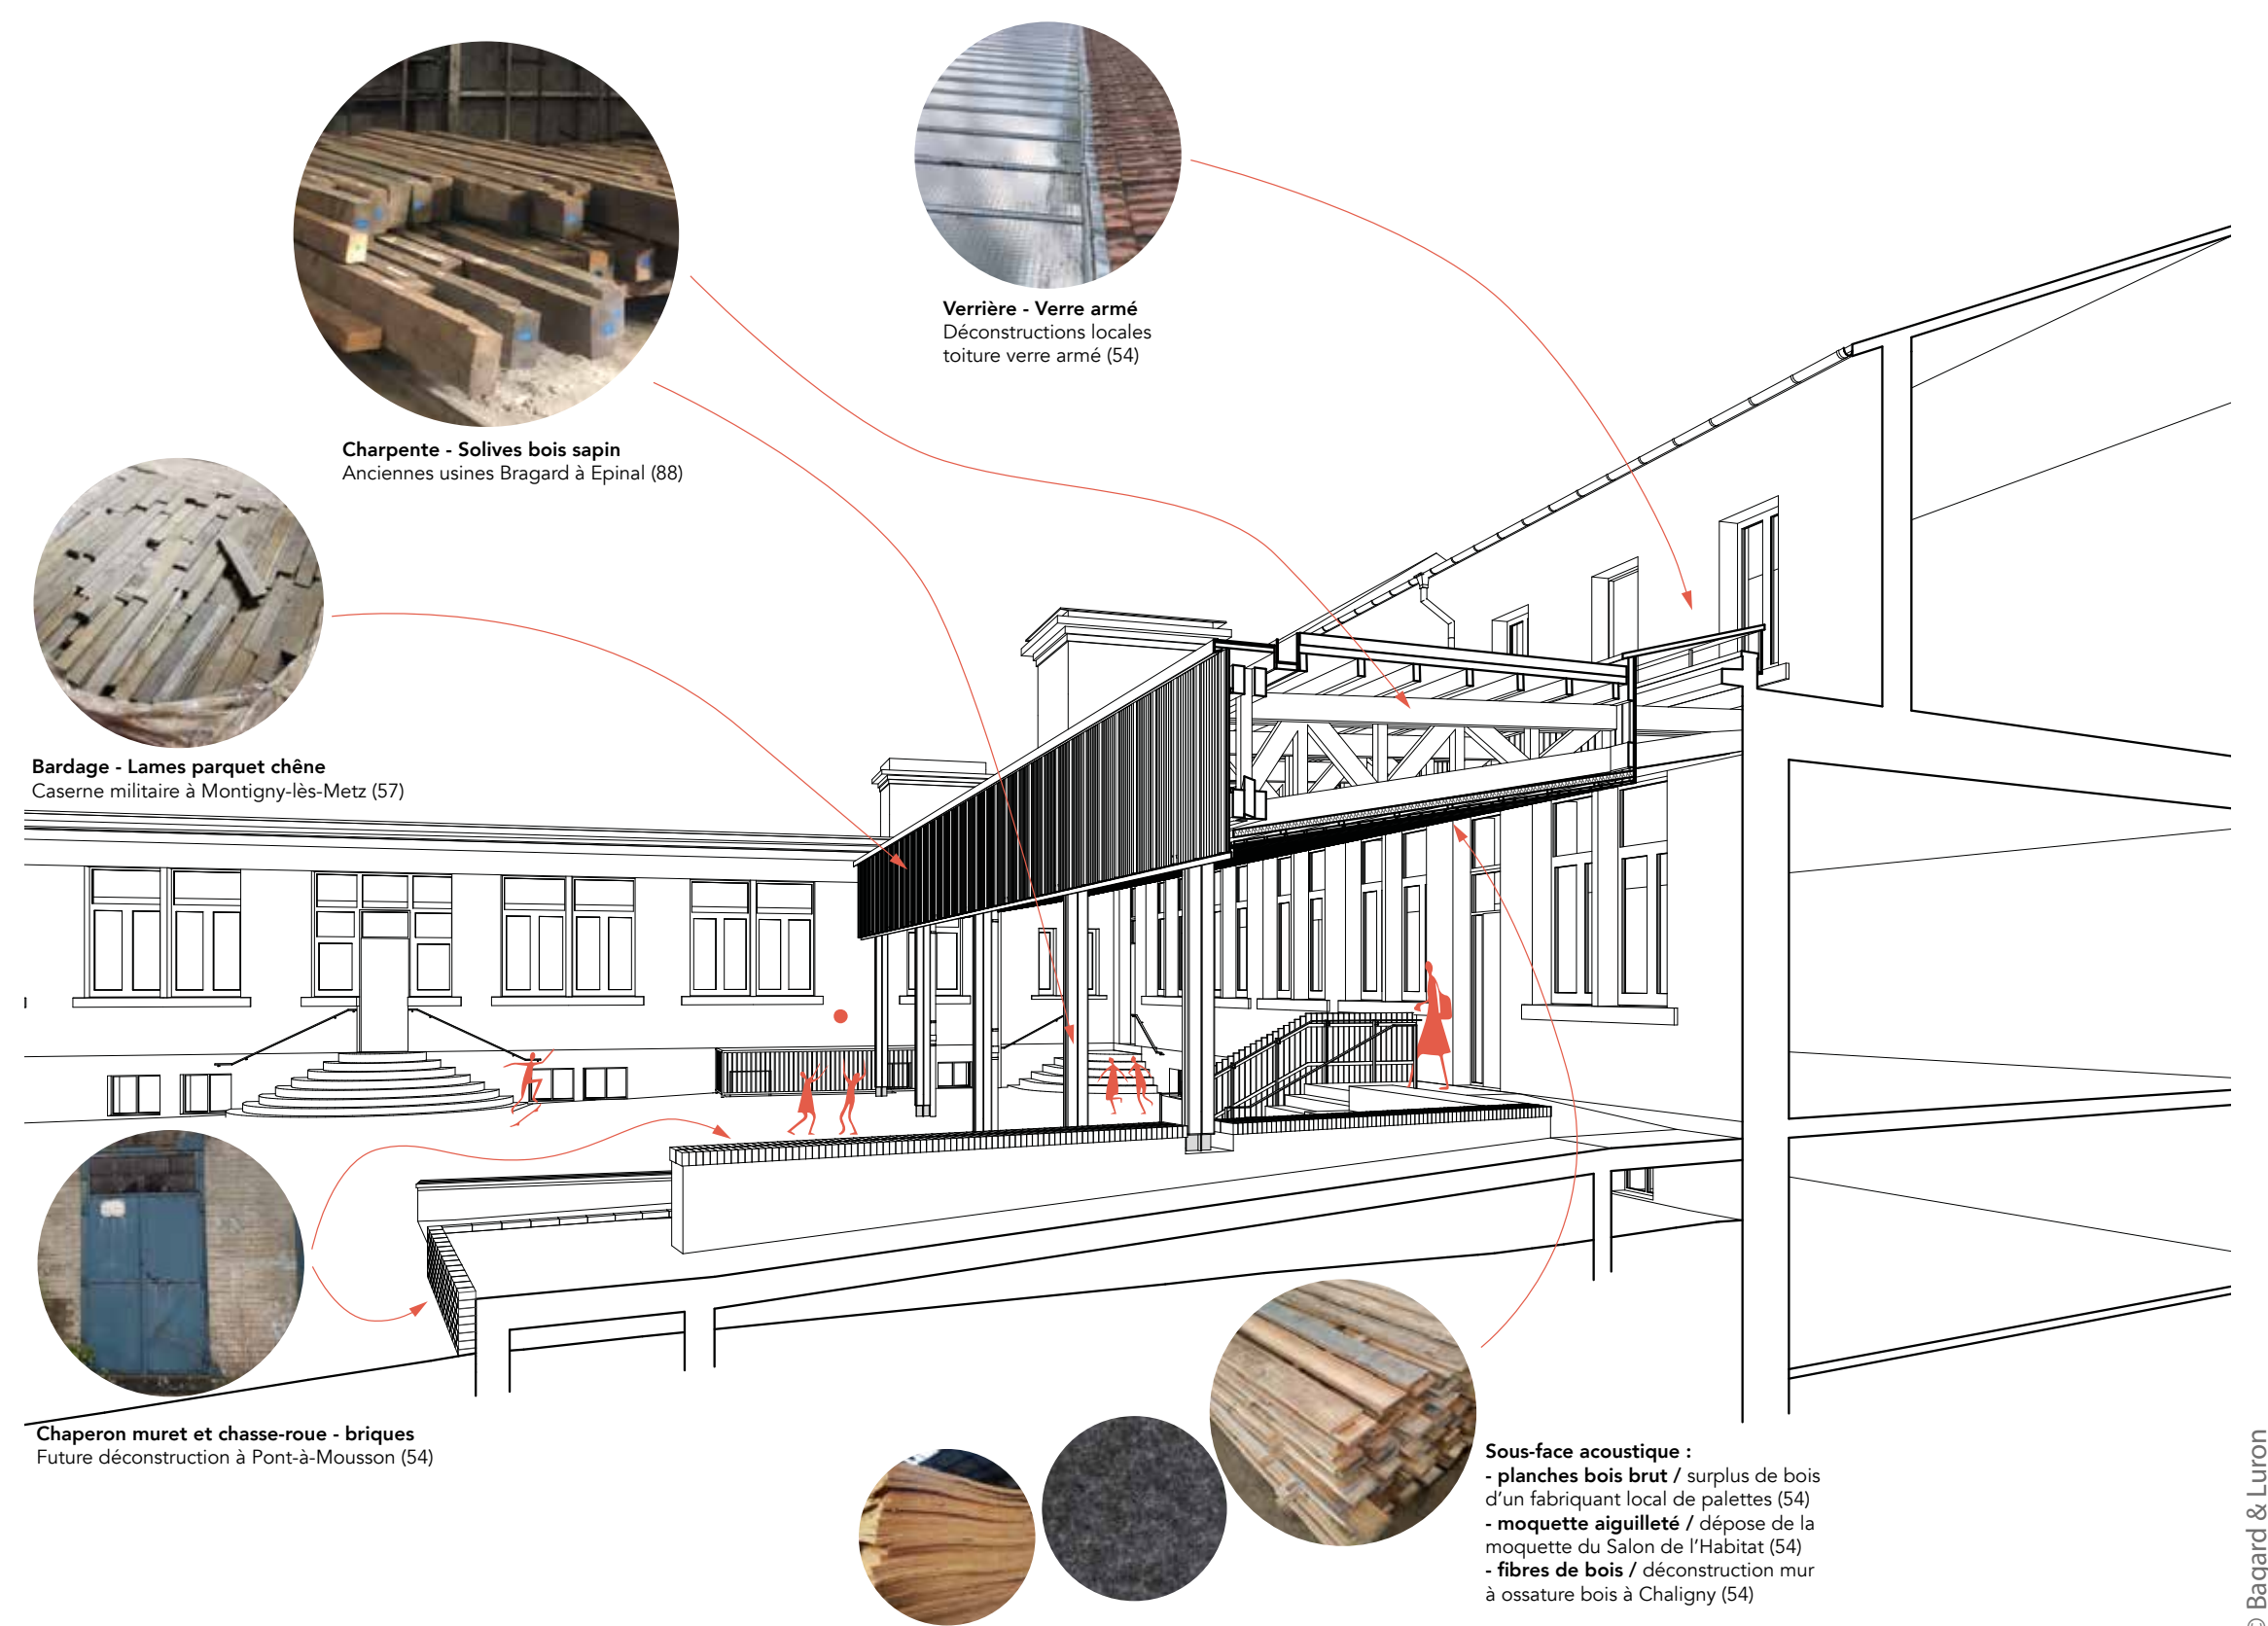 Verrière - Verre armé
Déconstructions locales
toiture verre armé (54)
Charpente - Solives bois sapin
Anciennes usines Bragard à Epinal (88)
Bardage - Lames parquet chêne
Caserne militaire à Montigny-lès-Metz (57)
Chaperon muret et chasse-roue - briques
Future déconstruction à Pont-à-Mousson (54)
Sous-face acoustique :
- planches bois brut / surplus de bois
d'un fabriquant local de palettes (54)
- moquette aiguilleté / dépose de la
moquette du Salon de l'Habitat (54)
- fibres de bois / déconstruction mur
à ossature bois à Chaligny (54)
© Bagard & Luron